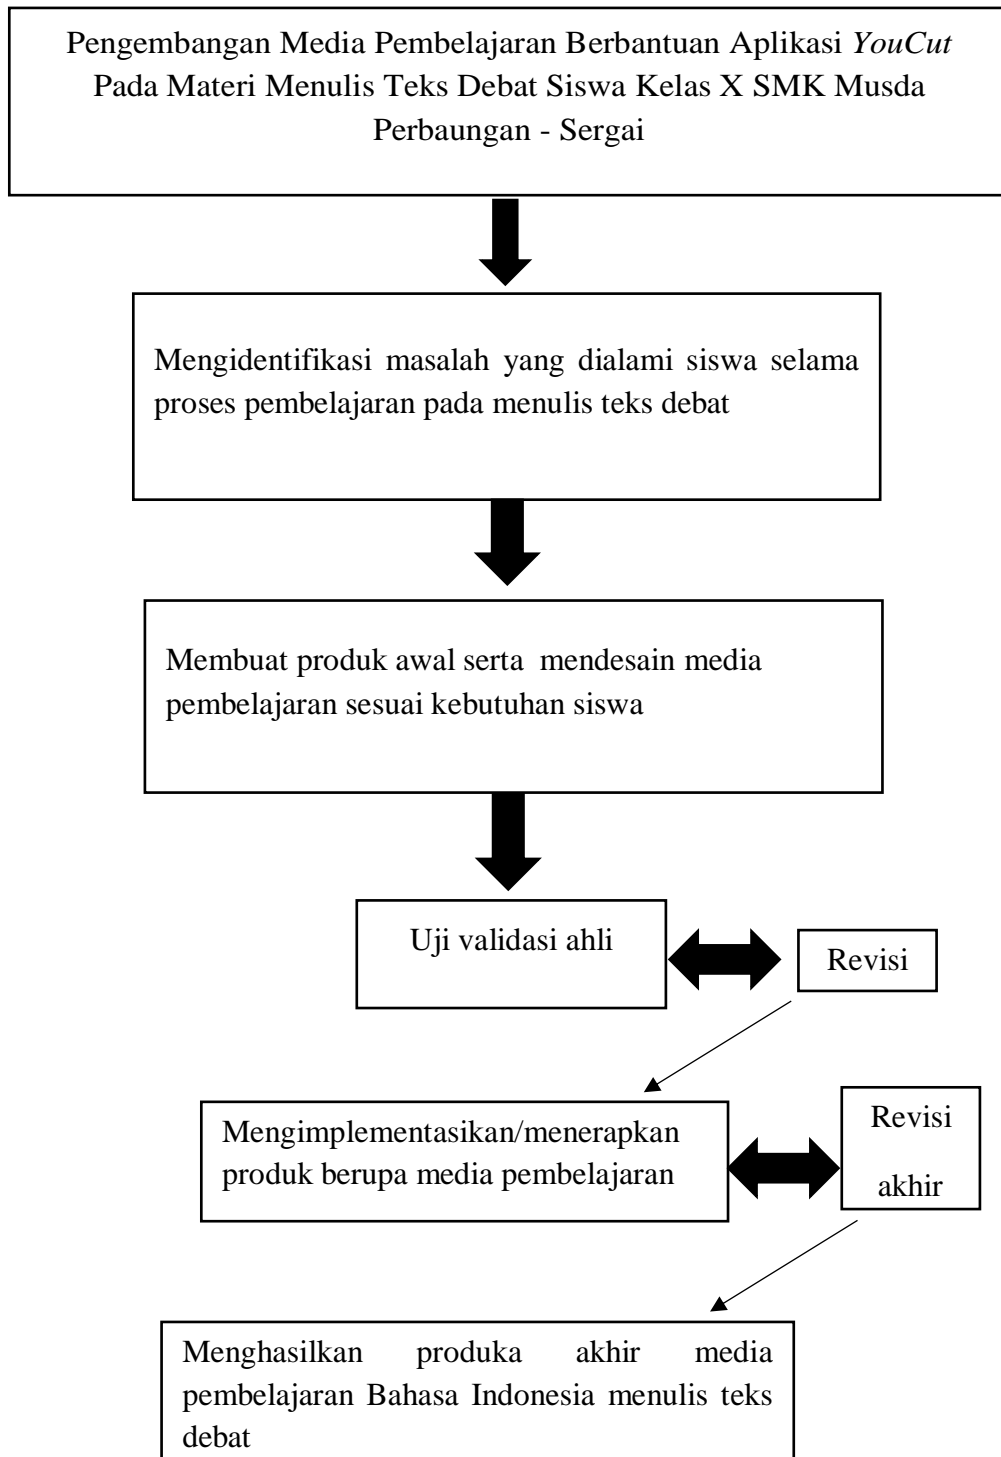 Pengembangan Media Pembelajaran Berbantuan Aplikasi YouCut
Pada Materi Menulis Teks Debat Siswa Kelas X SMK Musda
Perbaungan - Sergai
Mengidentifikasi masalah yang dialami siswa selama
proses pembelajaran pada menulis teks debat
Membuat produk awal serta mendesain media
pembelajaran sesuai kebutuhan siswa
Uji validasi ahli
Revisi
Mengimplementasikan/menerapkan
produk berupa media pembelajaran
Revisi
akhir
Menghasilkan produka akhir media
pembelajaran Bahasa Indonesia menulis teks
debat